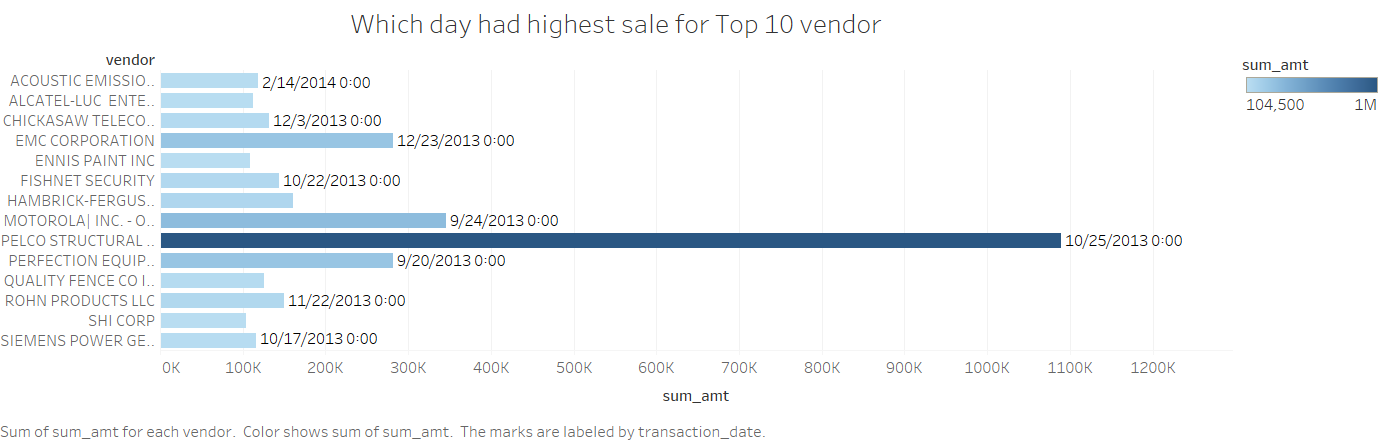 Which day had highest sale for Top 10 vendor
vendor
sum_amt
104,500 1M
ACOUSTIC EMISSIO.. 2/14/2014 0:00
ALCATEL-LUC ENTE..
CHICKASAW TELECO.. 12/3/2013 0:00
EMC CORPORATION 12/23/2013 0:00
ENNIS PAINT INC
FISHNET SECURITY 10/22/2013 0:00
HAMBRICK-FERGUS..
MOTOROLA| INC. - O.. 9/24/2013 0:00
PELCO STRUCTURAL .. 10/25/2013 0:00
PERFECTION EQUIP.. 9/20/2013 0:00
QUALITY FENCE CO I..
ROHN PRODUCTS LLC 11/22/2013 0:00
SHI CORP
SIEMENS POWER GE.. 10/17/2013 0:00
0K 100K 200K 300K 400K 500K 600K 700K 800K 900K 1000K 1100K 1200K
sum_amt
Sum of sum_amt for each vendor. Color shows sum of sum_amt. The marks are labeled by transaction_date.